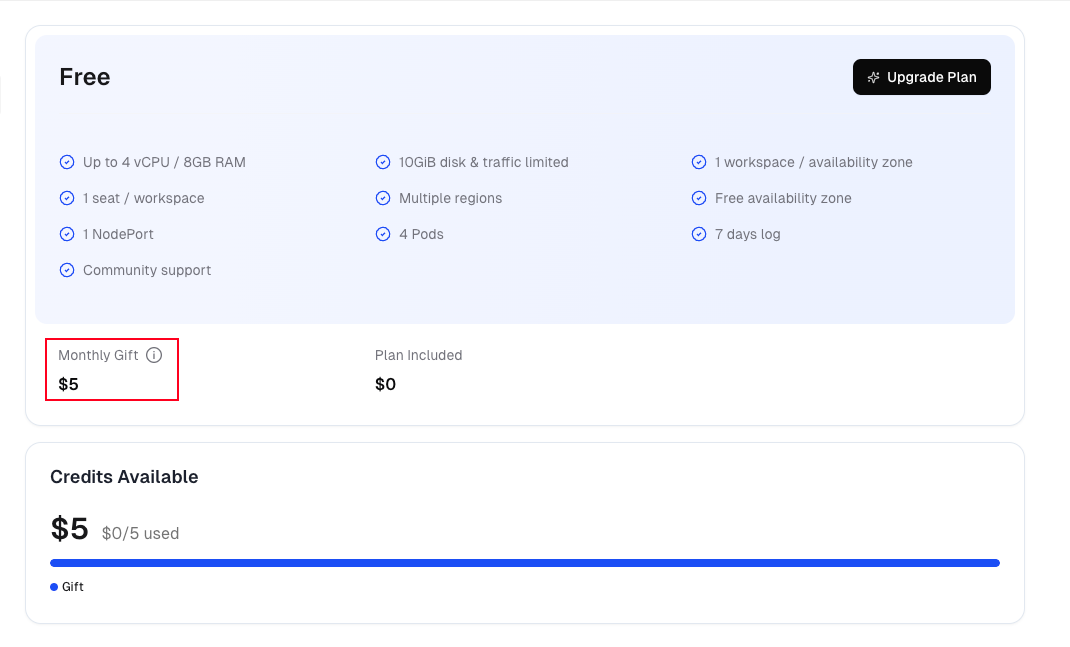 Free
Upgrade Plan
Up to 4 vCPU / 8GB RAM
10GiB disk & traffic limited
1 workspace / availability zone
1 seat / workspace
Multiple regions
Free availability zone
1 NodePort
4 Pods
7 days log
Community support
Monthly Gift
Plan Included
$5
$0
Credits Available
$5 $0/5 used
Gift